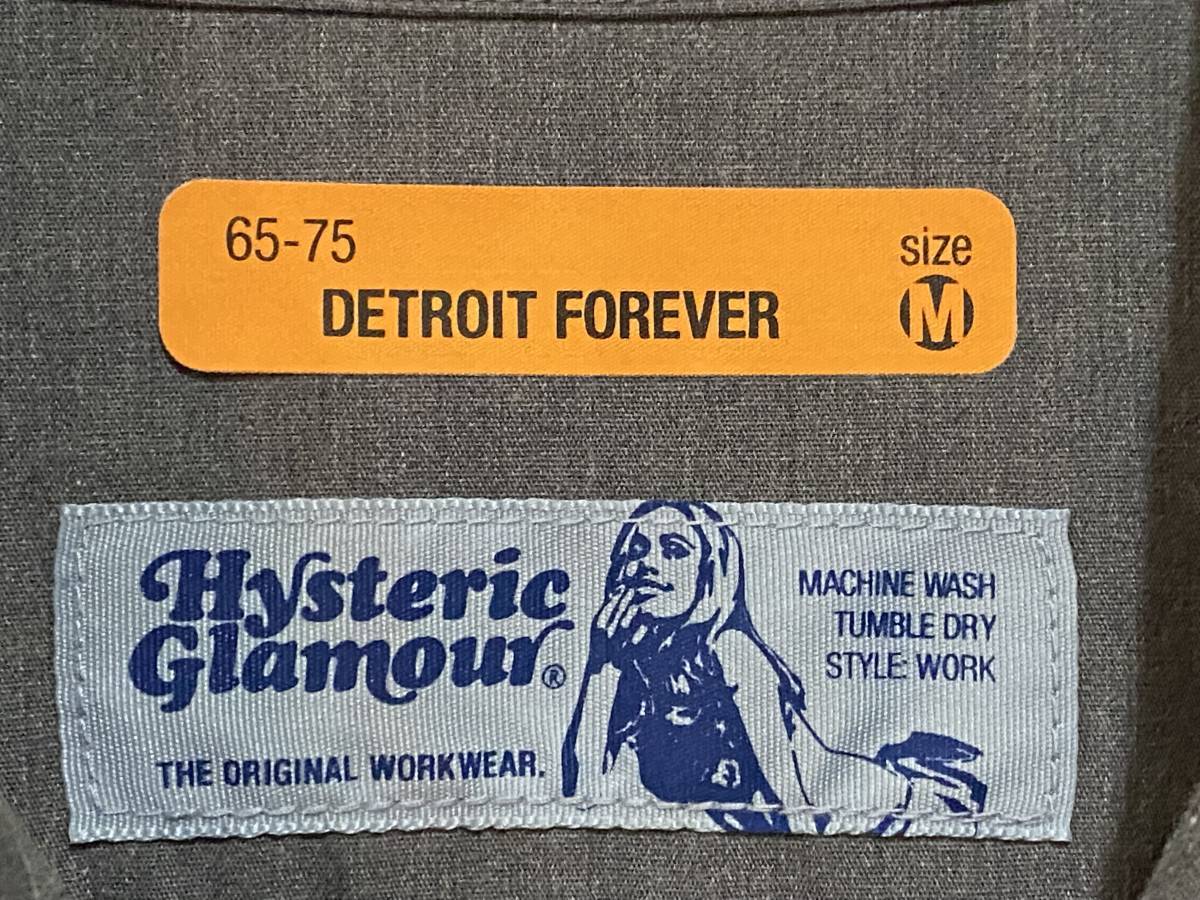 65-75
size
DETROIT FOREVER
M
Hysteric
Glamour®
THE ORIGINAL WORKWEAR.
MACHINE WASH
TUMBLE DRY
STYLE: WORK